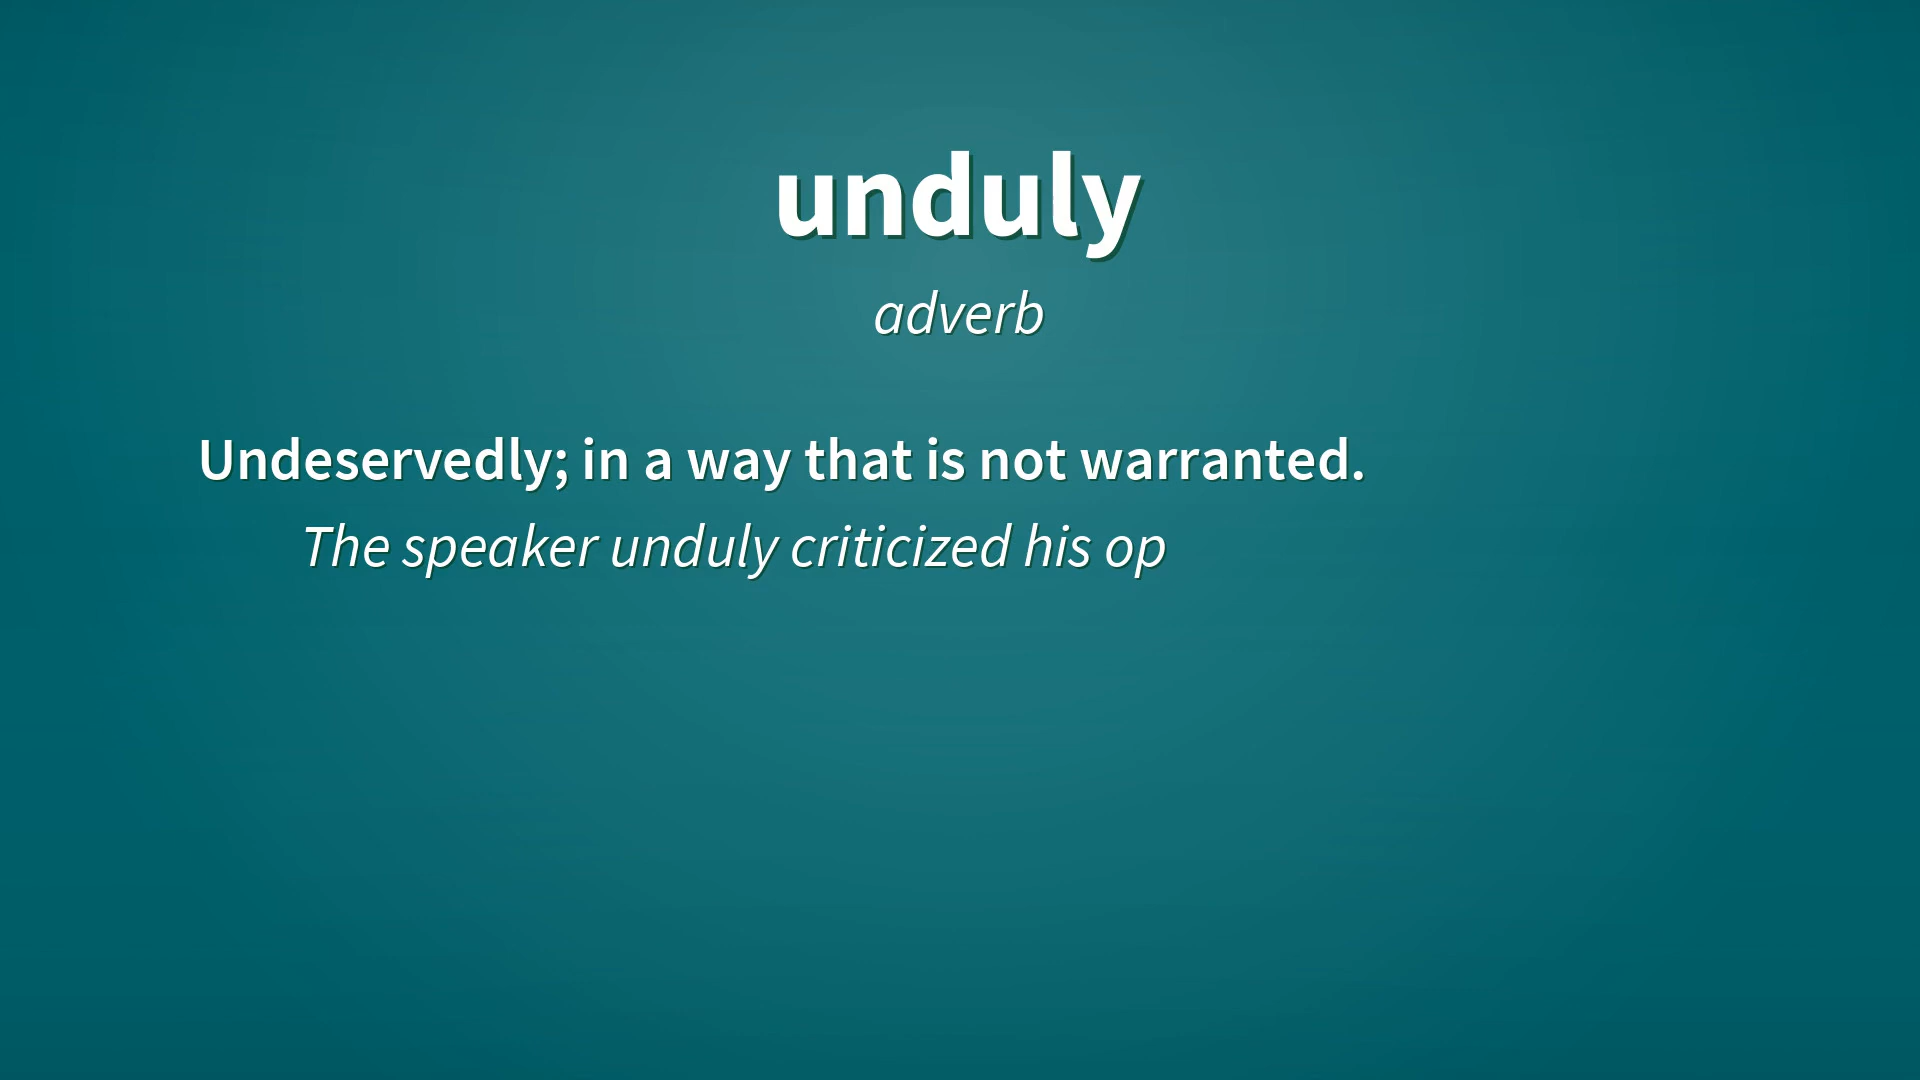 unduly
adverb
Undeservedly; in a way that is not warranted.
The speaker unduly criticized his op